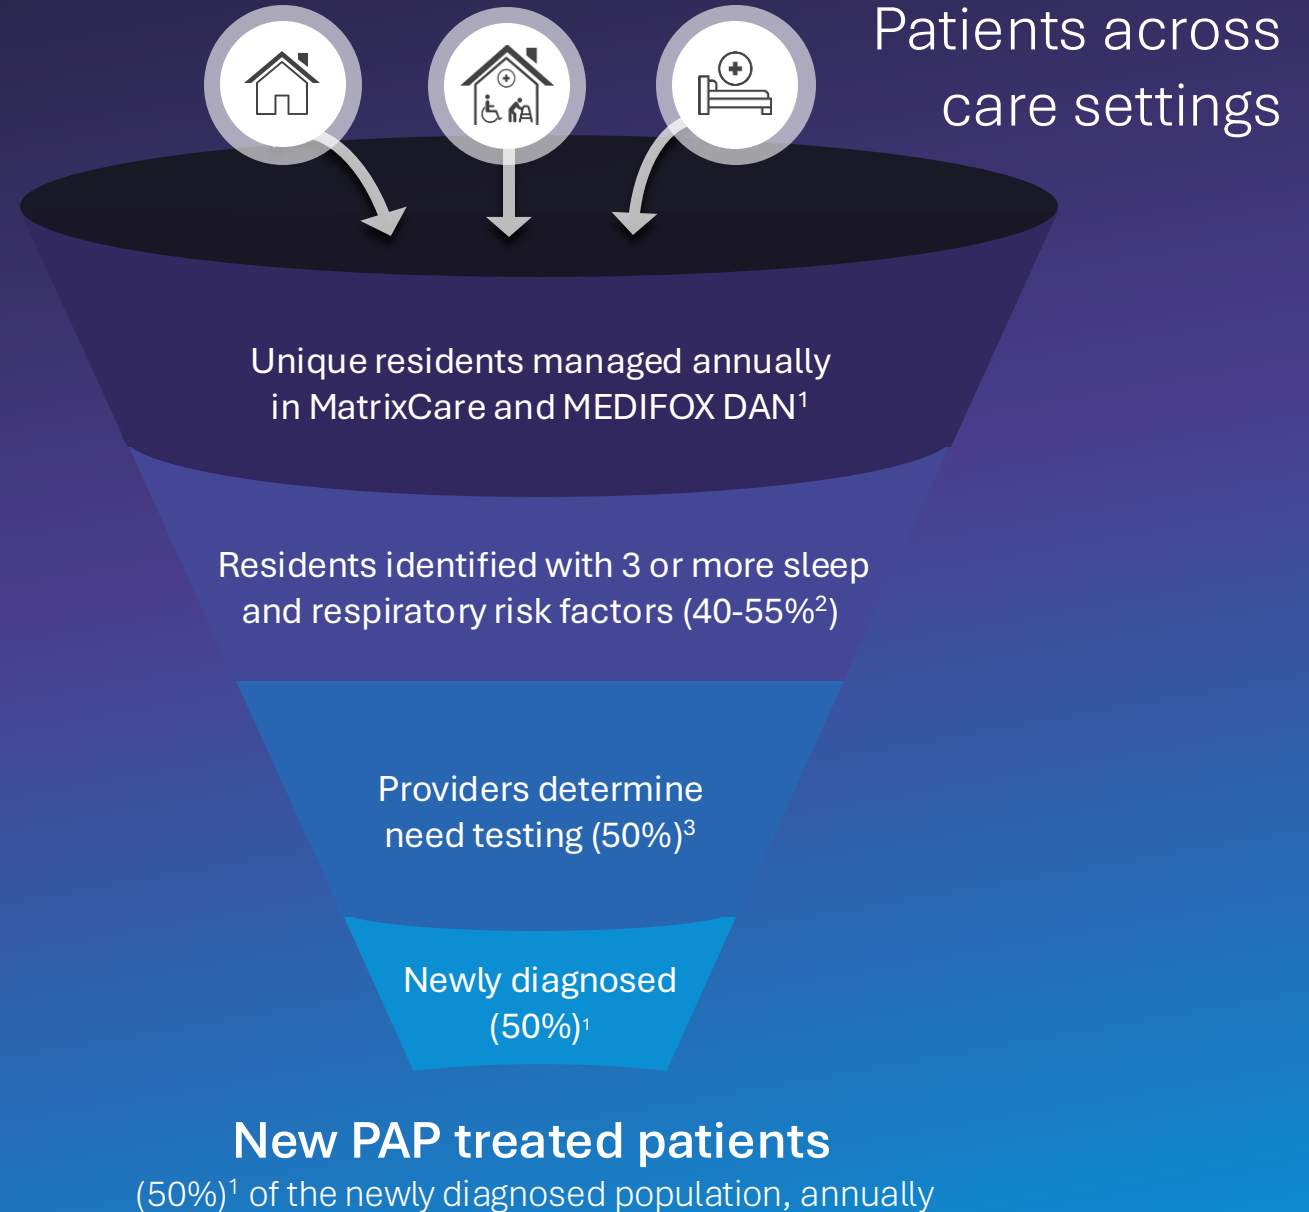 Patients across
care settings
Unique residents managed annually
in MatrixCare and MEDIFOX DAN¹
Residents identified with 3 or more sleep
and respiratory risk factors (40-55%²)
Providers determine
need testing (50%)³
Newly diagnosed
(50%)¹
New PAP treated patients
(50%)¹ of the newly diagnosed population, annually